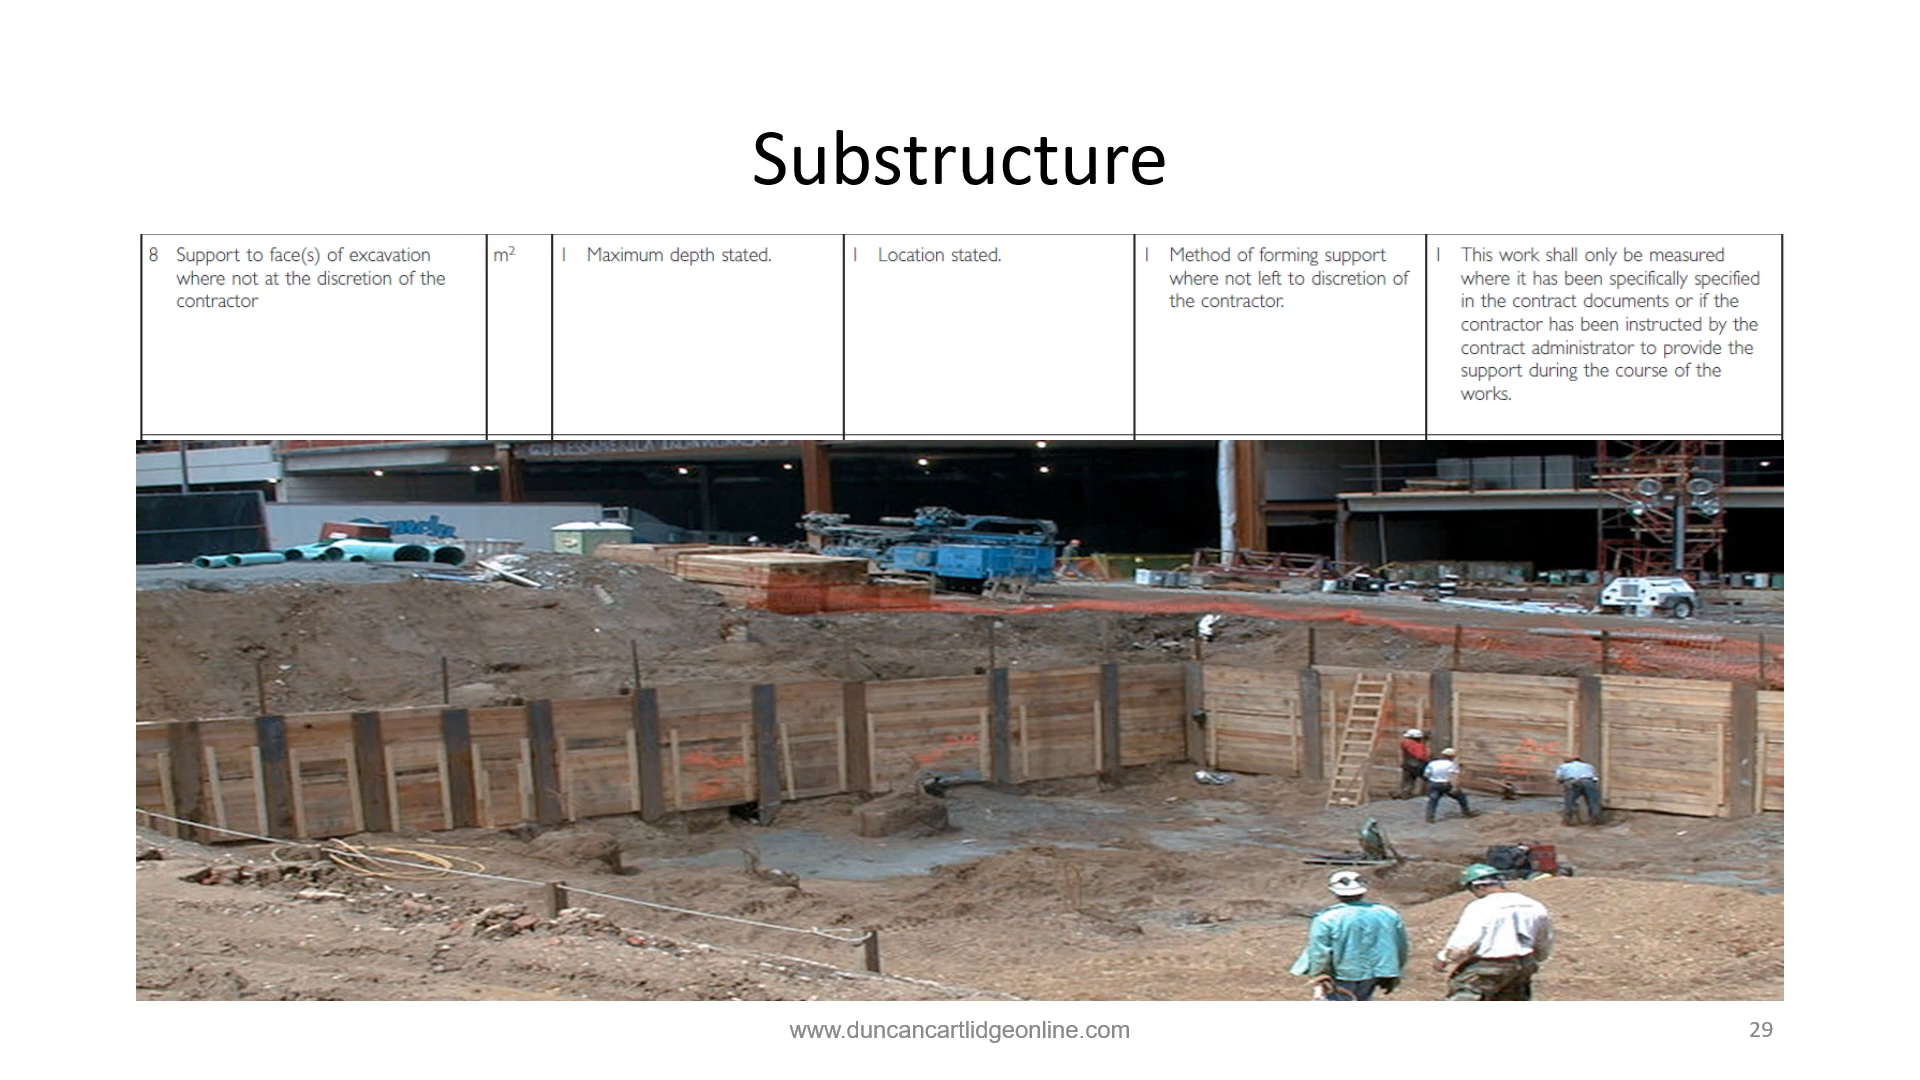 Substructure
8 Support to face(s) of excavation
where not at the discretion of the
contractor
m²
1 Maximum depth stated.
1 Location stated.
1 Method of forming support
where not left to discretion of
the contractor.
1 This work shall only be measured
where it has been specifically specified
in the contract documents or if the
contractor has been instructed by the
contract administrator to provide the
support during the course of the
works.
www.duncancartlidgeonline.com
29